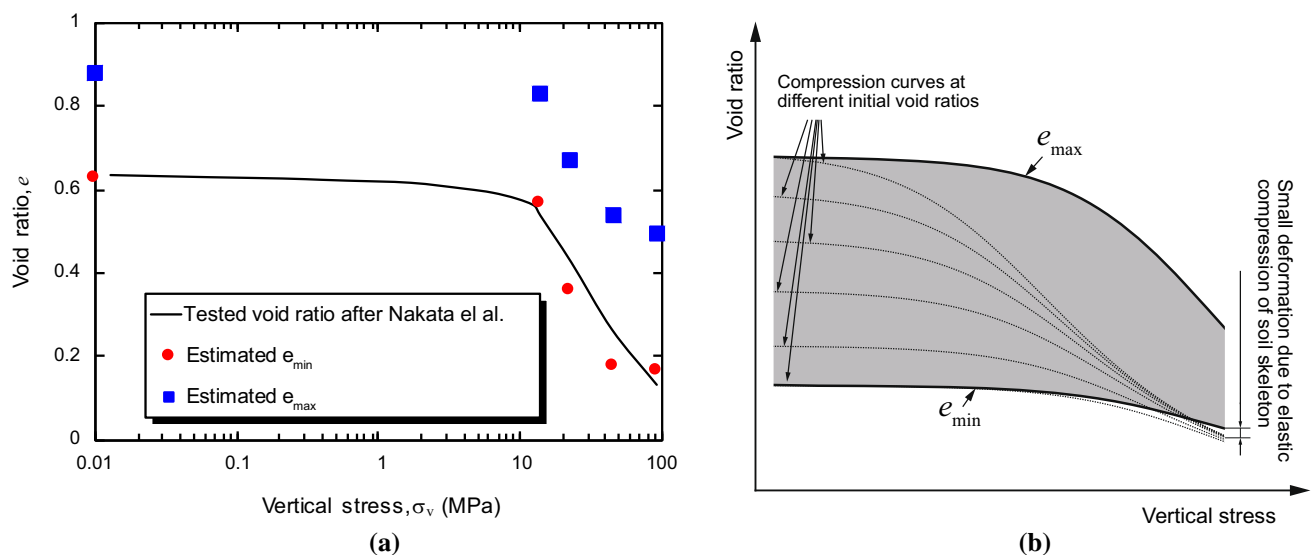 1
0.8
0.6
0.4
0.2
0
0.01
0.1
1
10
100
Void ratio, e
Vertical stress, σv (MPa)
Tested void ratio after Nakata el al.
Estimated emin
Estimated emax
(a)
Void ratio
Compression curves at
different initial void ratios
emax
emin
Small deformation due to elastic
compression of soil skeleton
Vertical stress
(b)